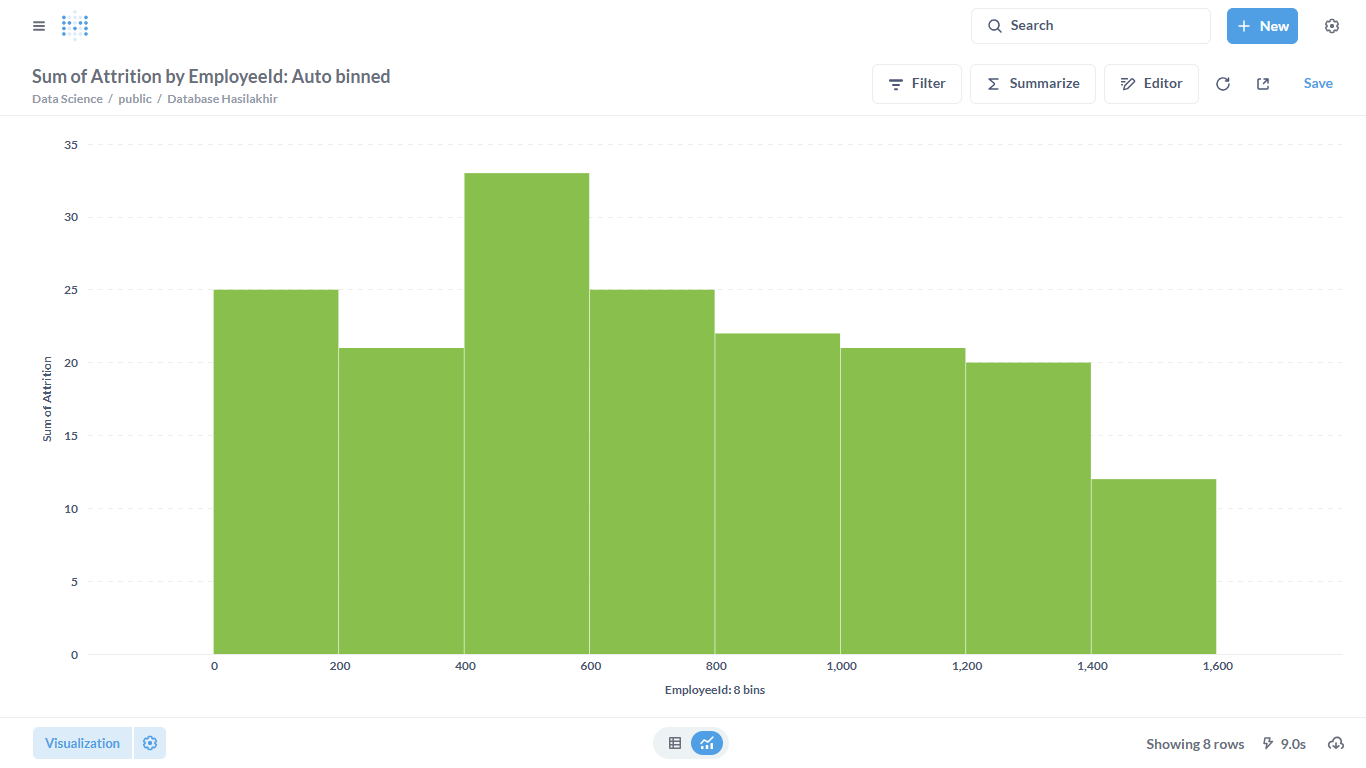 Search
New
Sum of Attrition by EmployeeId: Auto binned
Data Science / public / Database Hasilakhir
Filter
Summarize
Editor
Save
35
30
25
20
15
10
5
0
Sum of Attrition
0 200 400 600 800 1,000 1,200 1,400 1,600
EmployeeId: 8 bins
Visualization
Showing 8 rows
9.0s